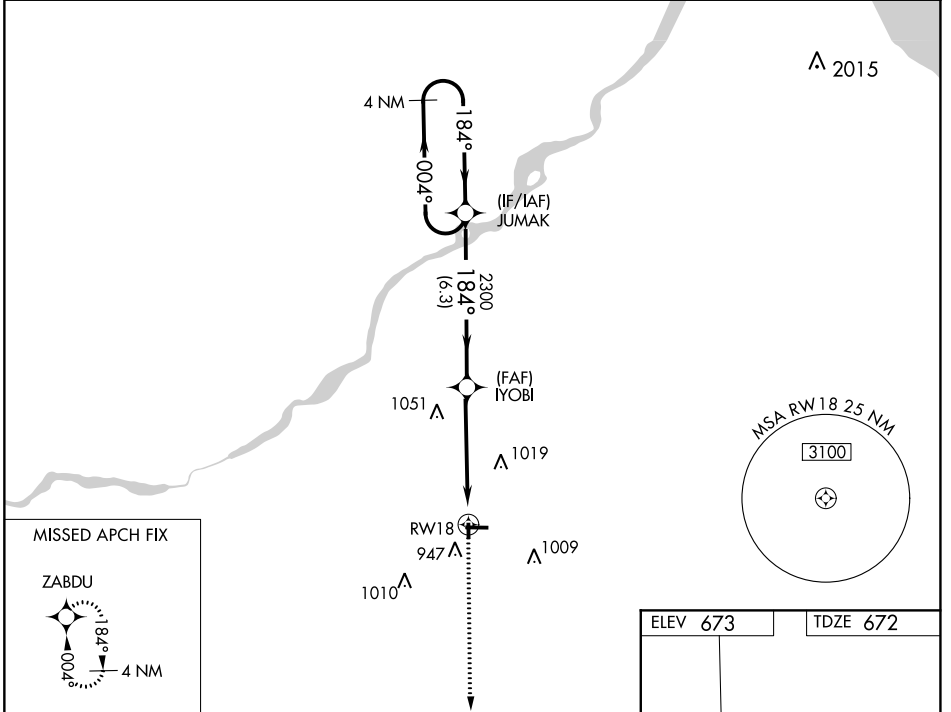 2015
4 NM
184°
004°
(IF/IAF)
JUMAK
2300
184°
(6.3)
(FAF)
IYOBI
1051
1019
MSA RW18 25 NM
3100
RW18
947
1009
1010
MISSED APCH FIX
ZABDU
184°
004°
4 NM
ELEV 673
TDZE 672